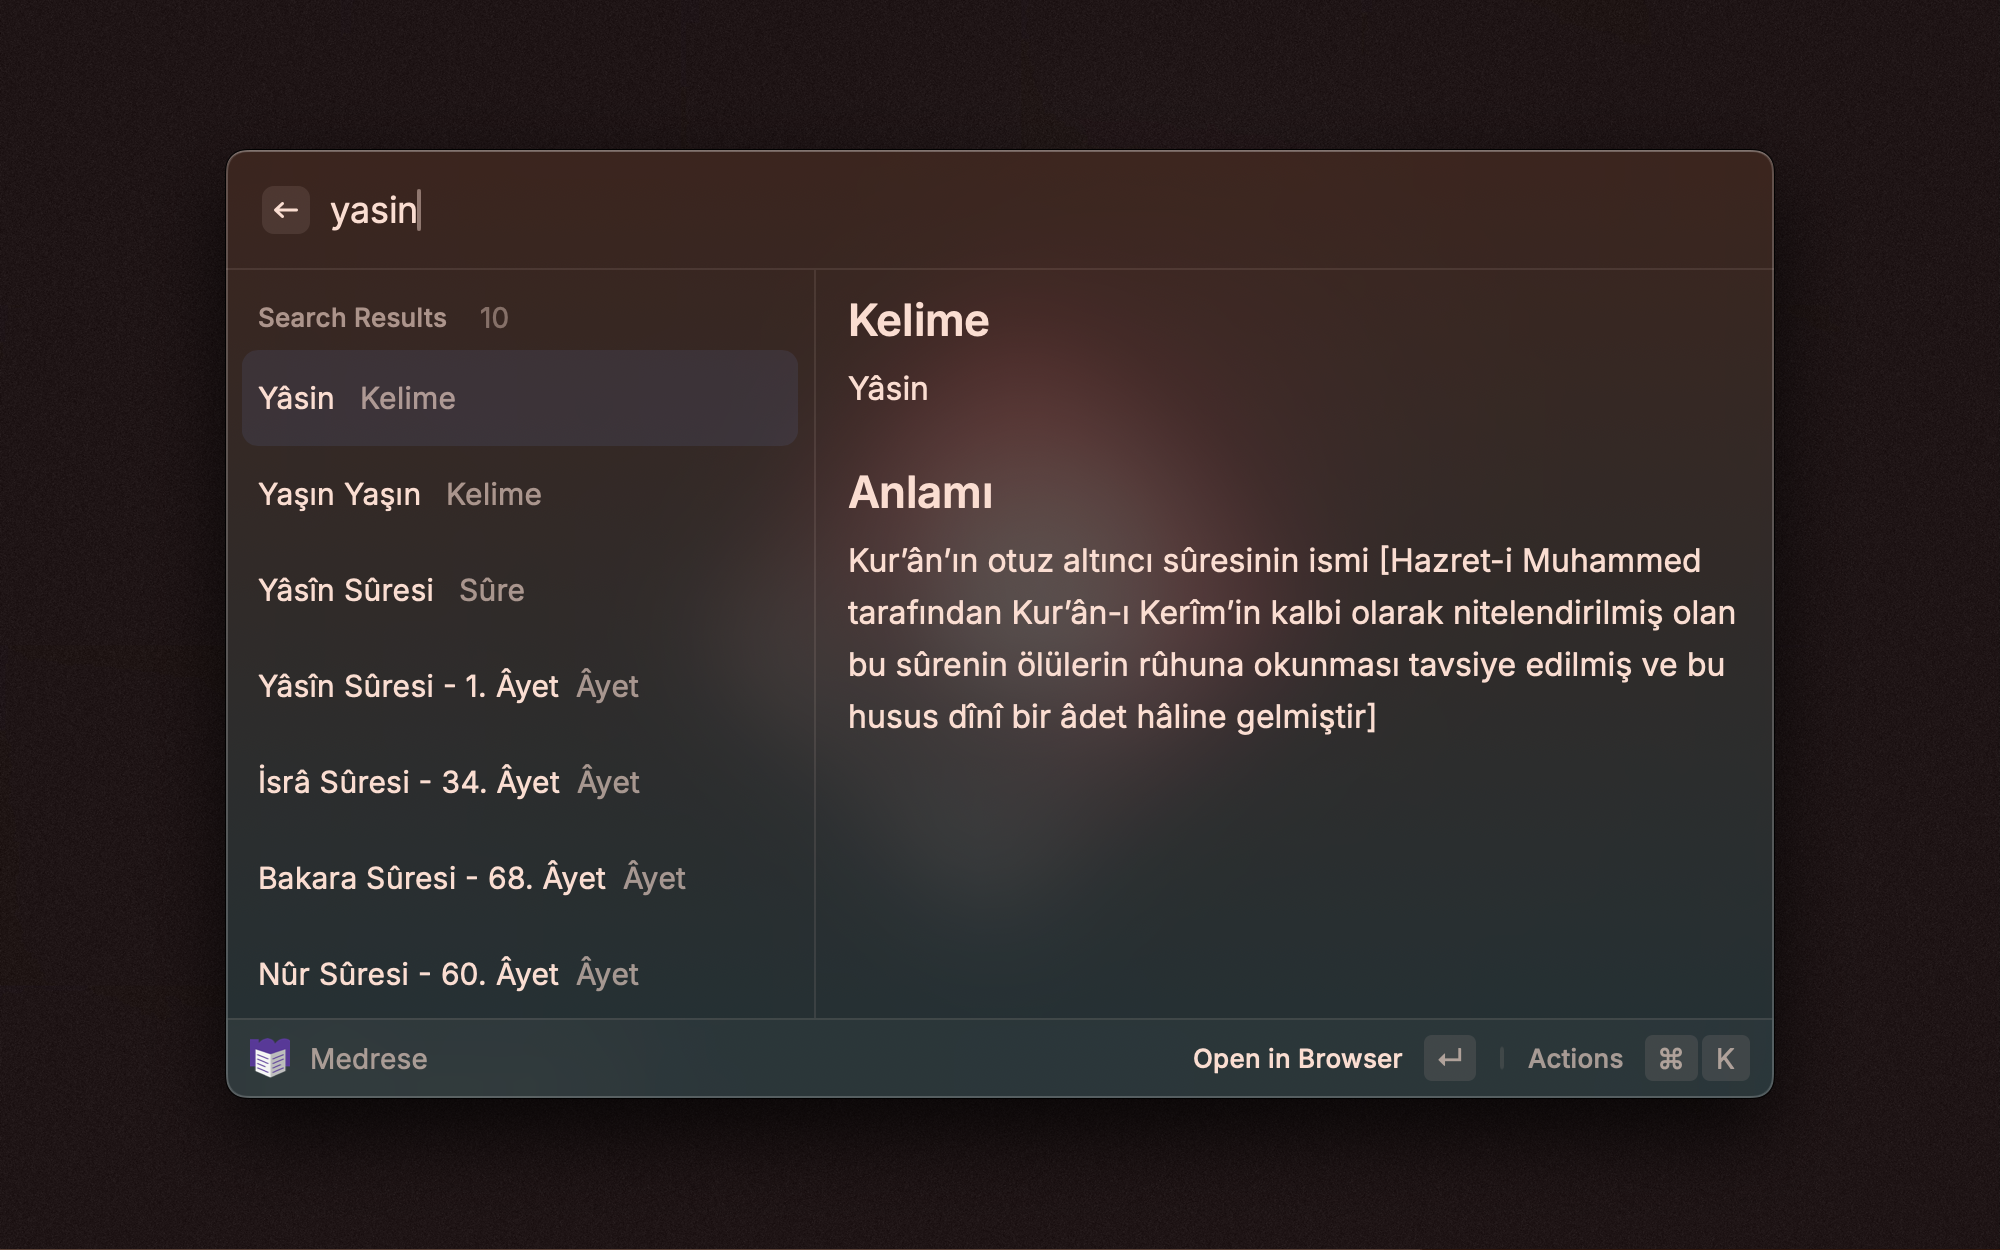 yasin
Search Results 10
Yâsin Kelime
Yaşın Yaşın Kelime
Yâsîn Sûresi Sûre
Yâsîn Sûresi - 1. Âyet Âyet
İsrâ Sûresi - 34. Âyet Âyet
Bakara Sûresi - 68. Âyet Âyet
Nûr Sûresi - 60. Âyet Âyet
Kelime
Yâsin
Anlamı
Kur’ân’ın otuz altıncı sûresinin ismi [Hazret-i Muhammed
tarafından Kur’ân-ı Kerîm’in kalbi olarak nitelendirilmiş olan
bu sûrenin ölülerin rûhuna okunması tavsiye edilmiş ve bu
husus dînî bir âdet hâline gelmiştir]
Medrese
Open in Browser ↵ Actions ⌘ K